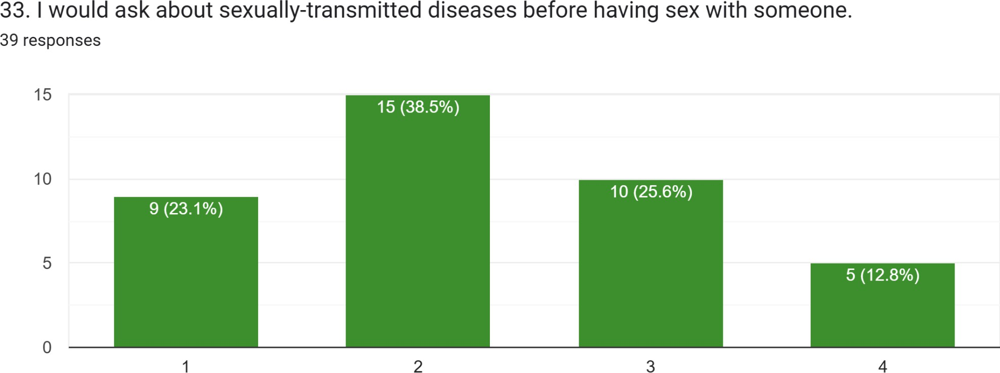 33. I would ask about sexually-transmitted diseases before having sex with someone.
39 responses
15
15 (38.5%)
10
10 (25.6%)
9 (23.1%)
5
5 (12.8%)
0
1 2 3 4